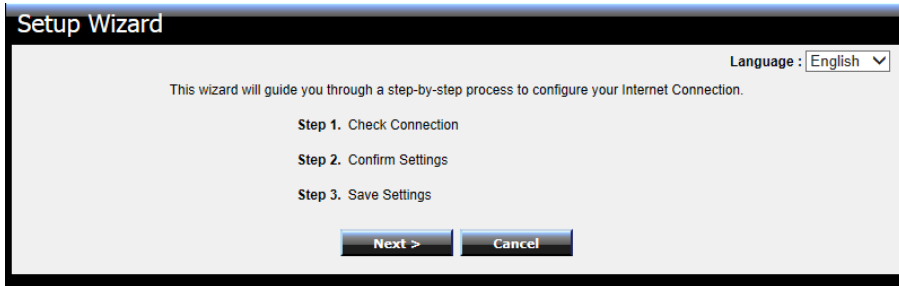 Setup Wizard
Language : English
This wizard will guide you through a step-by-step process to configure your Internet Connection.
Step 1. Check Connection
Step 2. Confirm Settings
Step 3. Save Settings
Next > Cancel